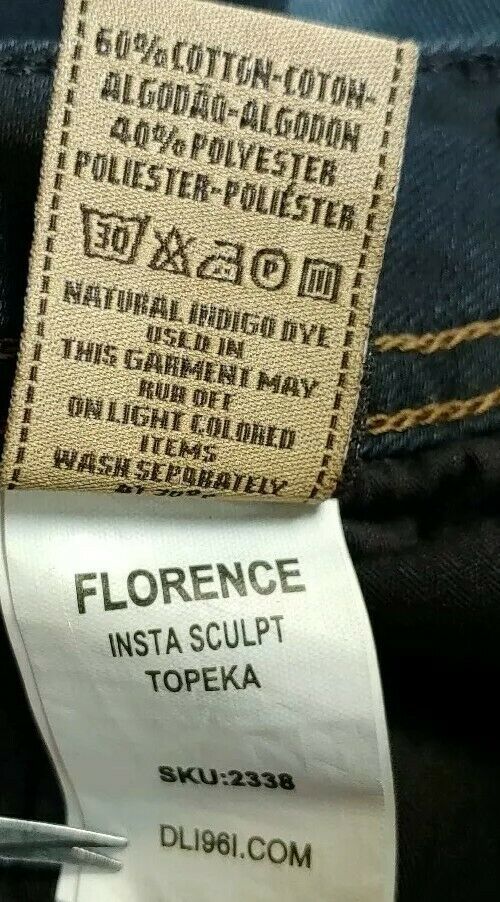 60% COTTON-COTON-
ALGODÃO-ALGODON
40% POLYESTER
POLIESTER-POLIÉSTER
30 P
NATURAL INDIGO DYE
USED IN
THIS GARMENT MAY
RUB OFF
ON LIGHT COLORED
ITEMS
WASH SEPARATELY
FLORENCE
INSTA SCULPT
TOPEKA
SKU:2338
DL1961.COM